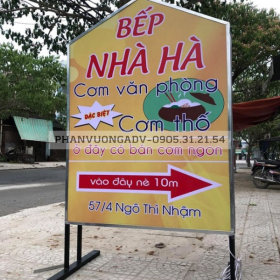 BẾP
NHÀ HÀ
Cơm văn phòng
ĐẶC BIỆT
Cơm thố
PHANVUONGADV-0905.31.21.54
ở đây có bán cơm ngon
vào đây nè 10m
57/4 Ngô Thì Nhậm